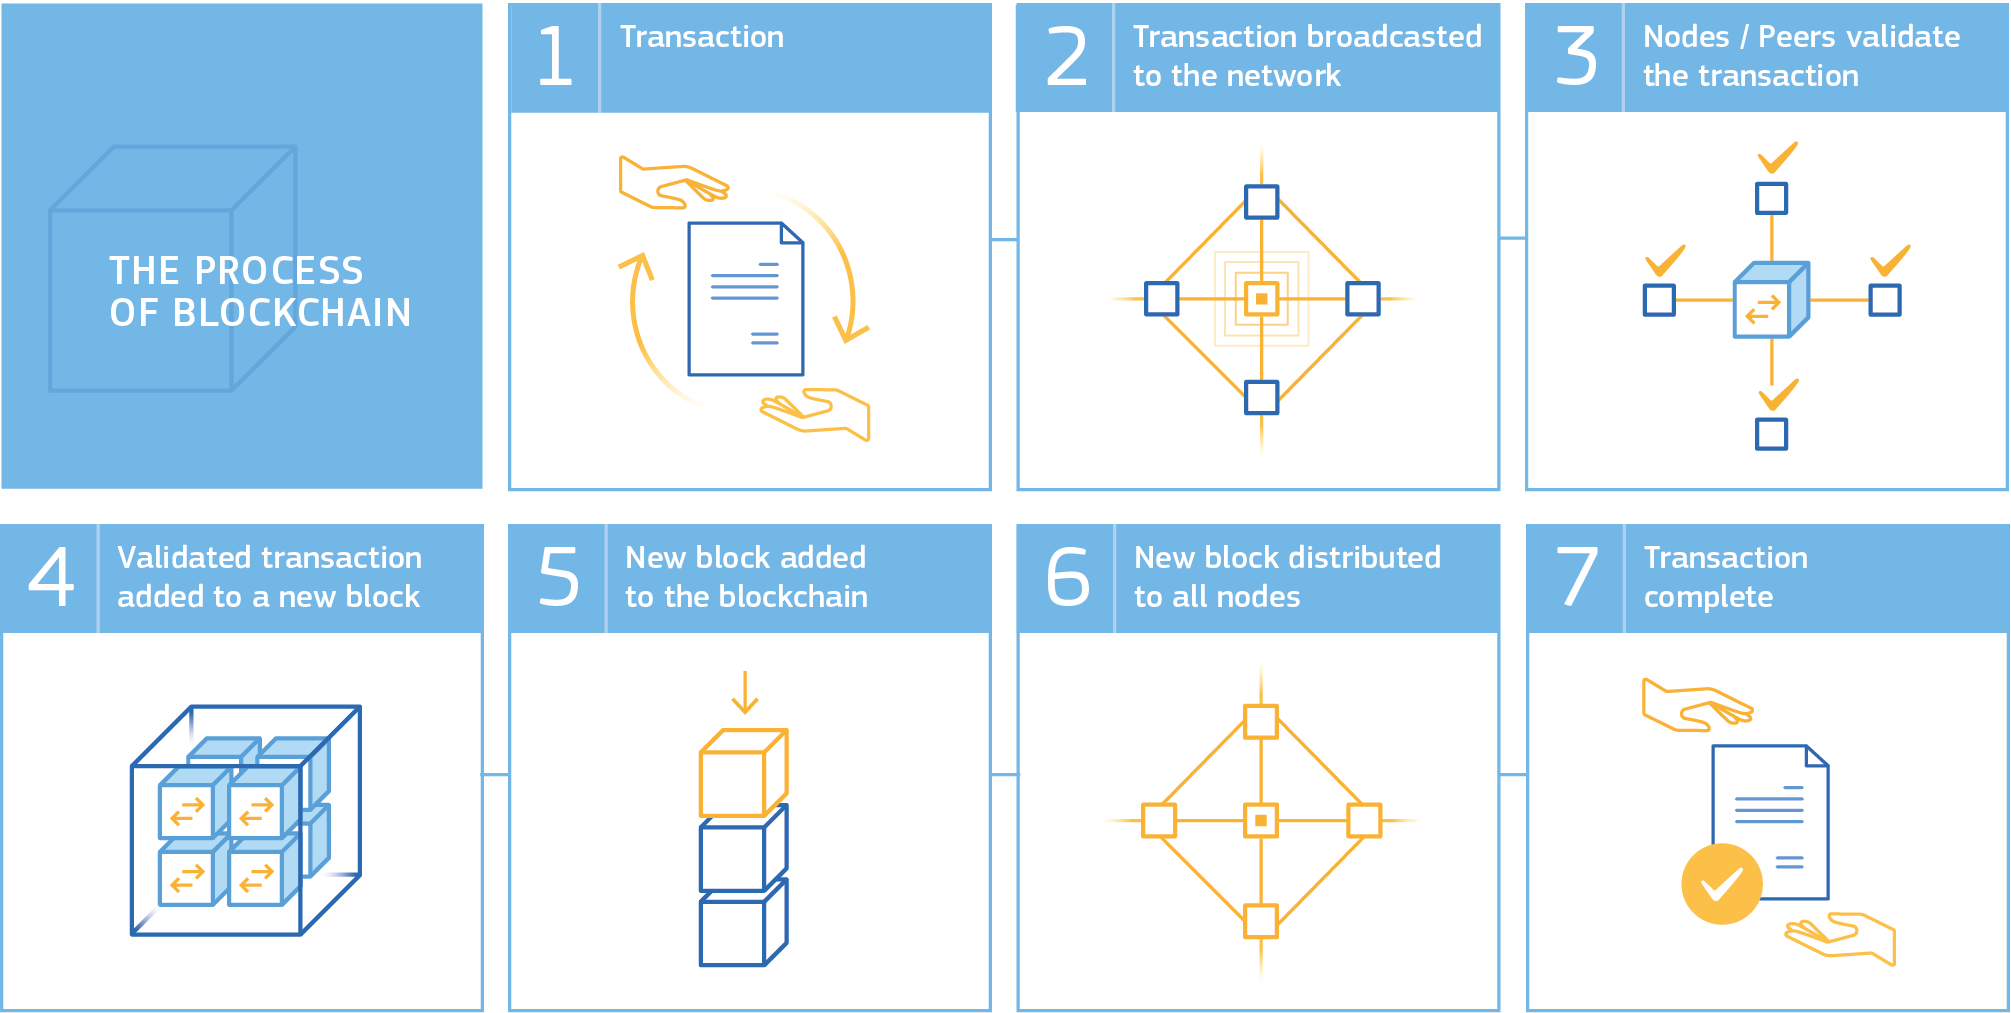 THE PROCESS
OF BLOCKCHAIN
1
Transaction
2
Transaction broadcasted
to the network
3
Nodes / Peers validate
the transaction
4
Validated transaction
added to a new block
5
New block added
to the blockchain
6
New block distributed
to all nodes
7
Transaction
complete